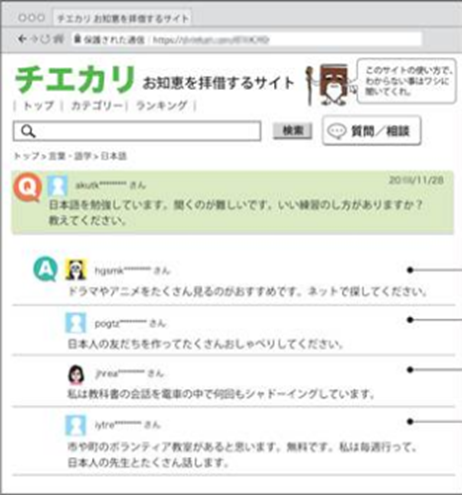 チエカリ お知恵を拝借するサイト
保護された通信 | https://
チエカリ お知恵を拝借するサイト
このサイトの使い方で、
わからない事はワシに
聞いてくれ。
| トップ | カテゴリー | ランキング |
検索
質問/相談
トップ > 言葉・語学 > 日本語
Q akutk******** さん
11/28
日本語を勉強しています。聞くのが難しいです。いい練習のし方がありますか?
教えてください。
A hgsmk******** さん
ドラマやアニメをたくさん見るのがおすすめです。ネットで探してください。
pogtz******** さん
日本人の友だちを作ってたくさんおしゃべりしてください。
jhrea******** さん
私は教科書の会話を電車の中で何回もシャドーイングしています。
iytre******** さん
市や町のボランティア教室があると思います。無料です。私は毎週行って、
日本人の先生とたくさん話します。